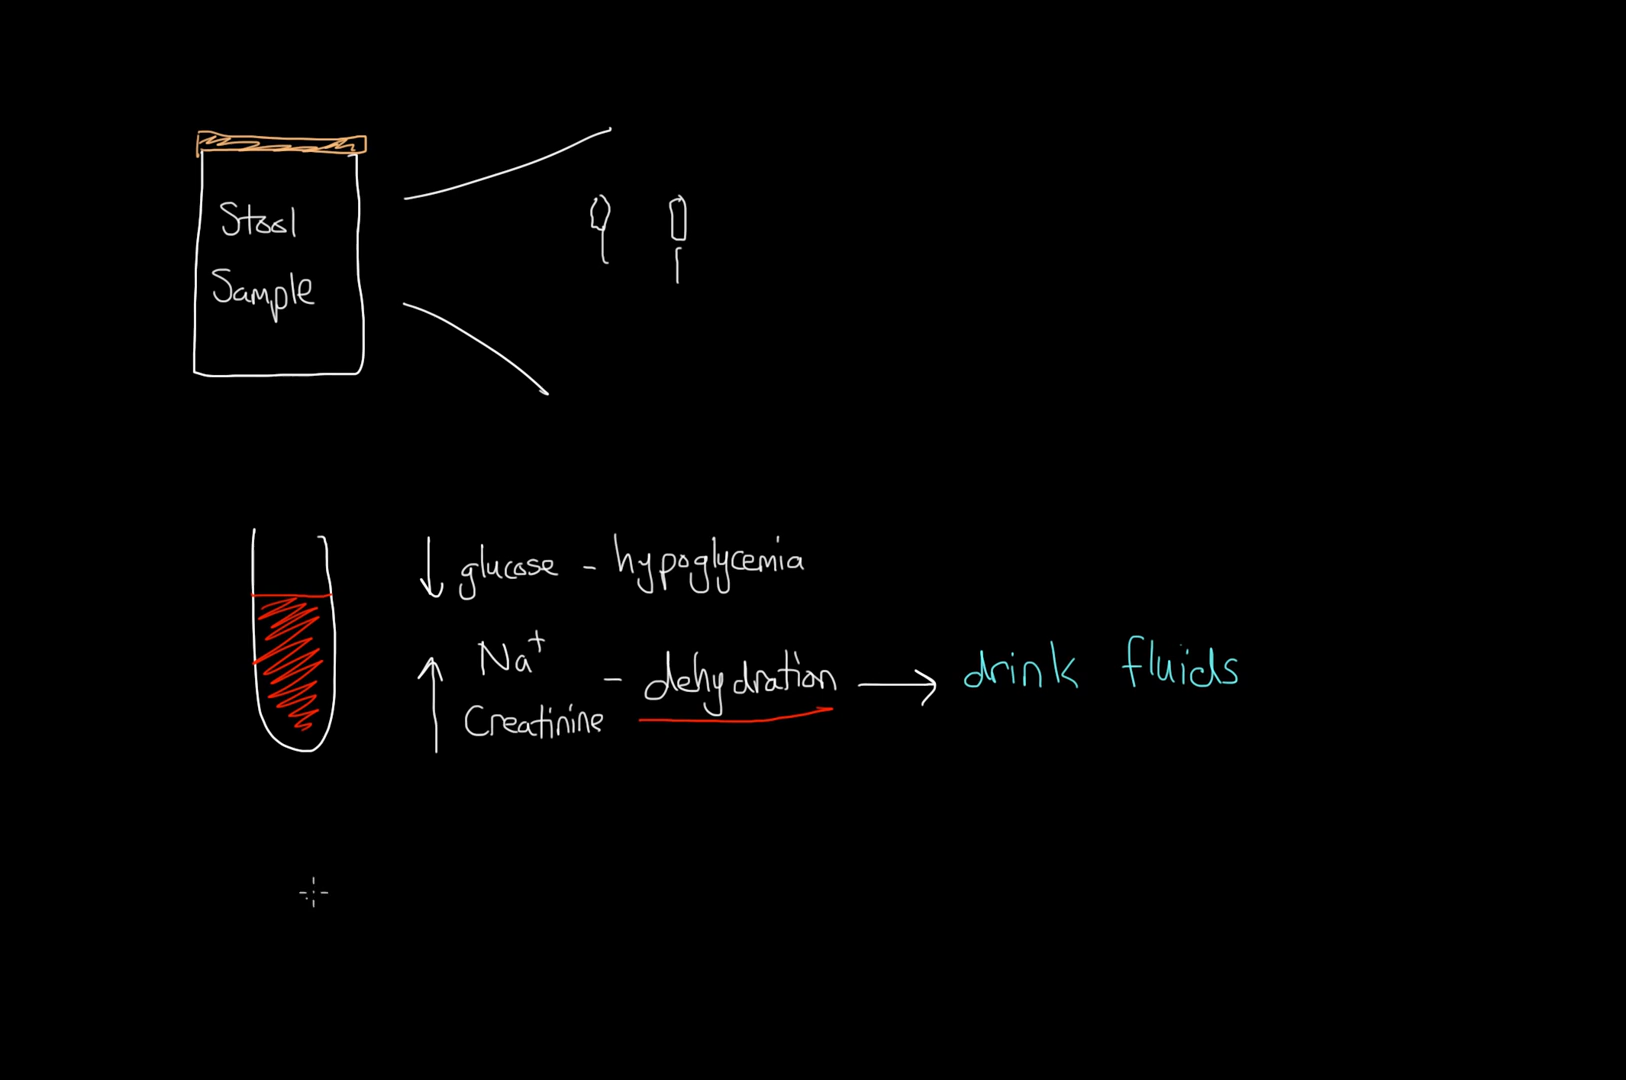 Stool
Sample
↓ glucose - hypoglycemia
↑ Na⁺
Creatinine - dehydration → drink fluids